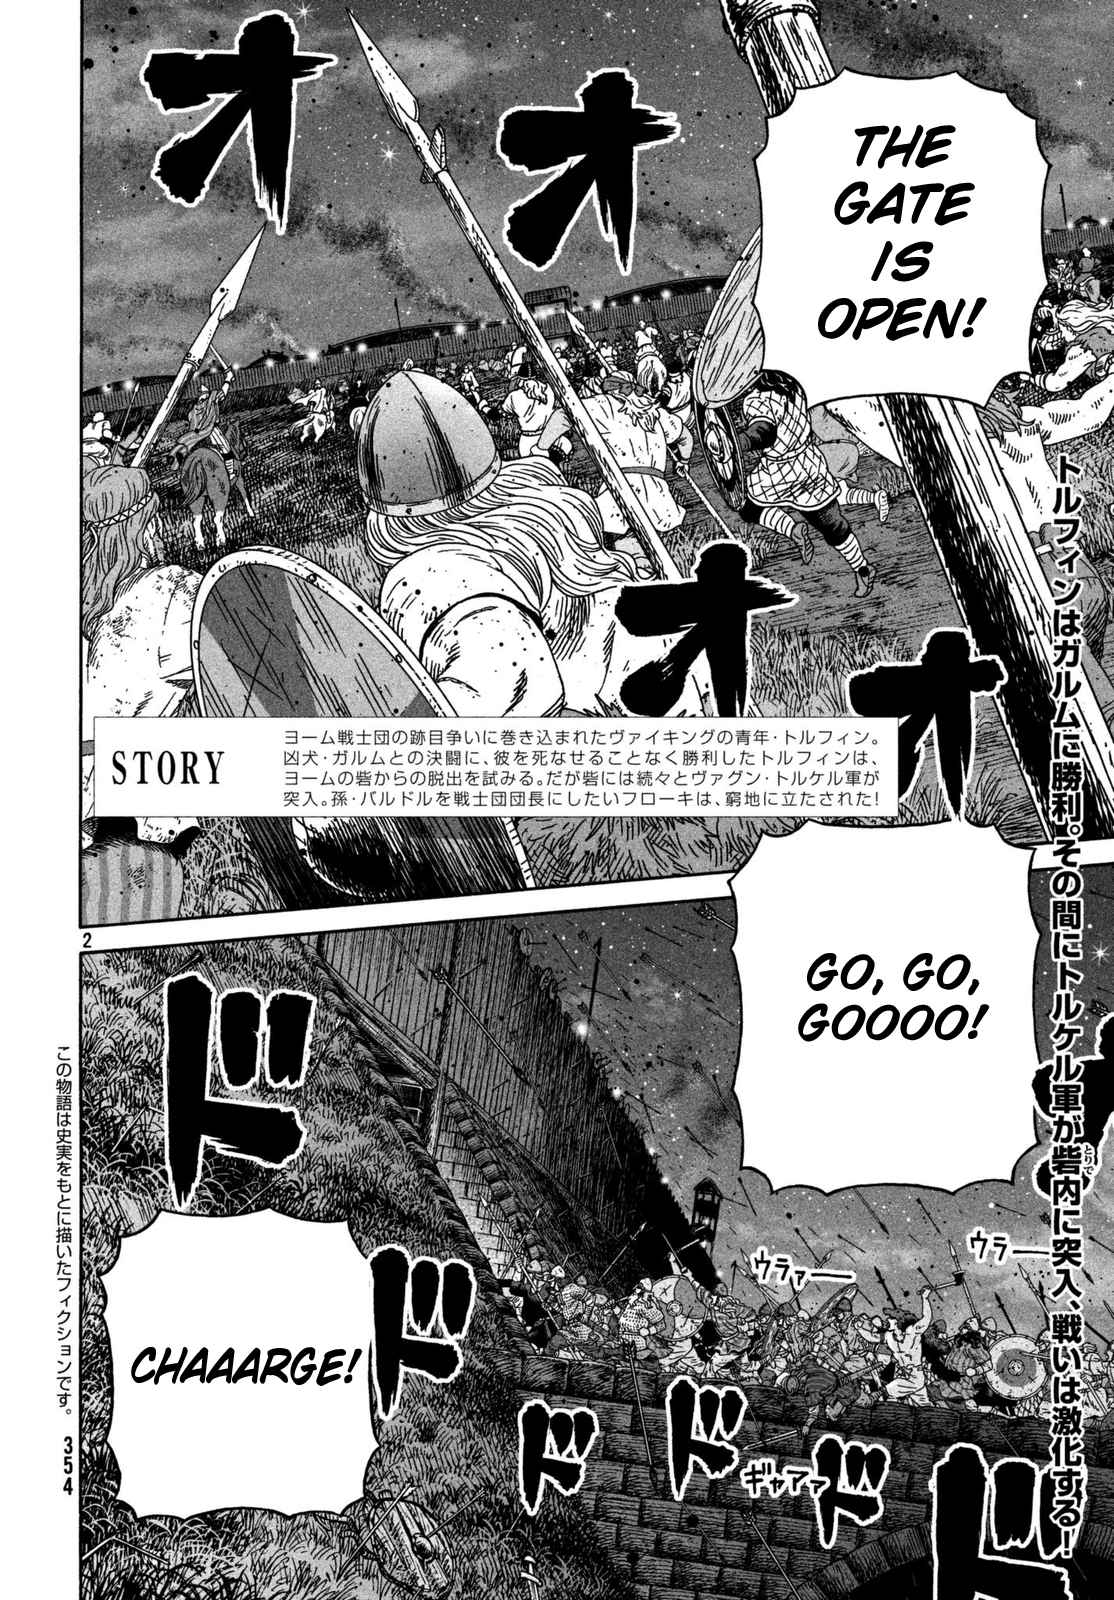 オ
オ
オ
オ
THE
GATE IS
OPEN!
トルフィンはガルムに勝利。その間にトルケル軍が砦内に突入、戦いは激化する!
とりで
STORY
ヨーム戦士団の跡目争いに巻き込まれたヴァイキングの青年・トルフィン。
凶犬・ガルムとの決闘に、彼を死なせることなく勝利したトルフィンは、
ヨームの砦からの脱出を試みる。だが砦には続々とヴァグン・トルケル軍が
突入。孫・バルドルを戦士団団長にしたいフローキは、窮地に立たされた!
2
GO, GO,
GOOOO!
ド
ド
ド
ド
ド
ド
ウラー
ウラァー
ギャアァ
CHAAARGE!
この物語は史実をもとに描いたフィクションです。
354